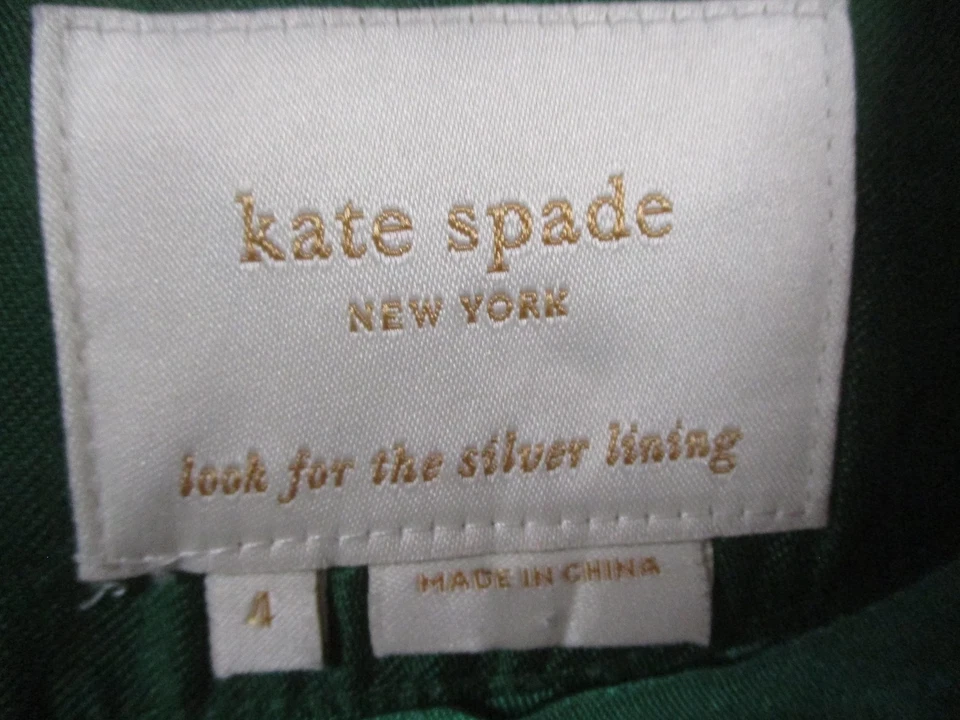 kate spade
NEW YORK
look for the silver lining
4
MADE IN CHINA